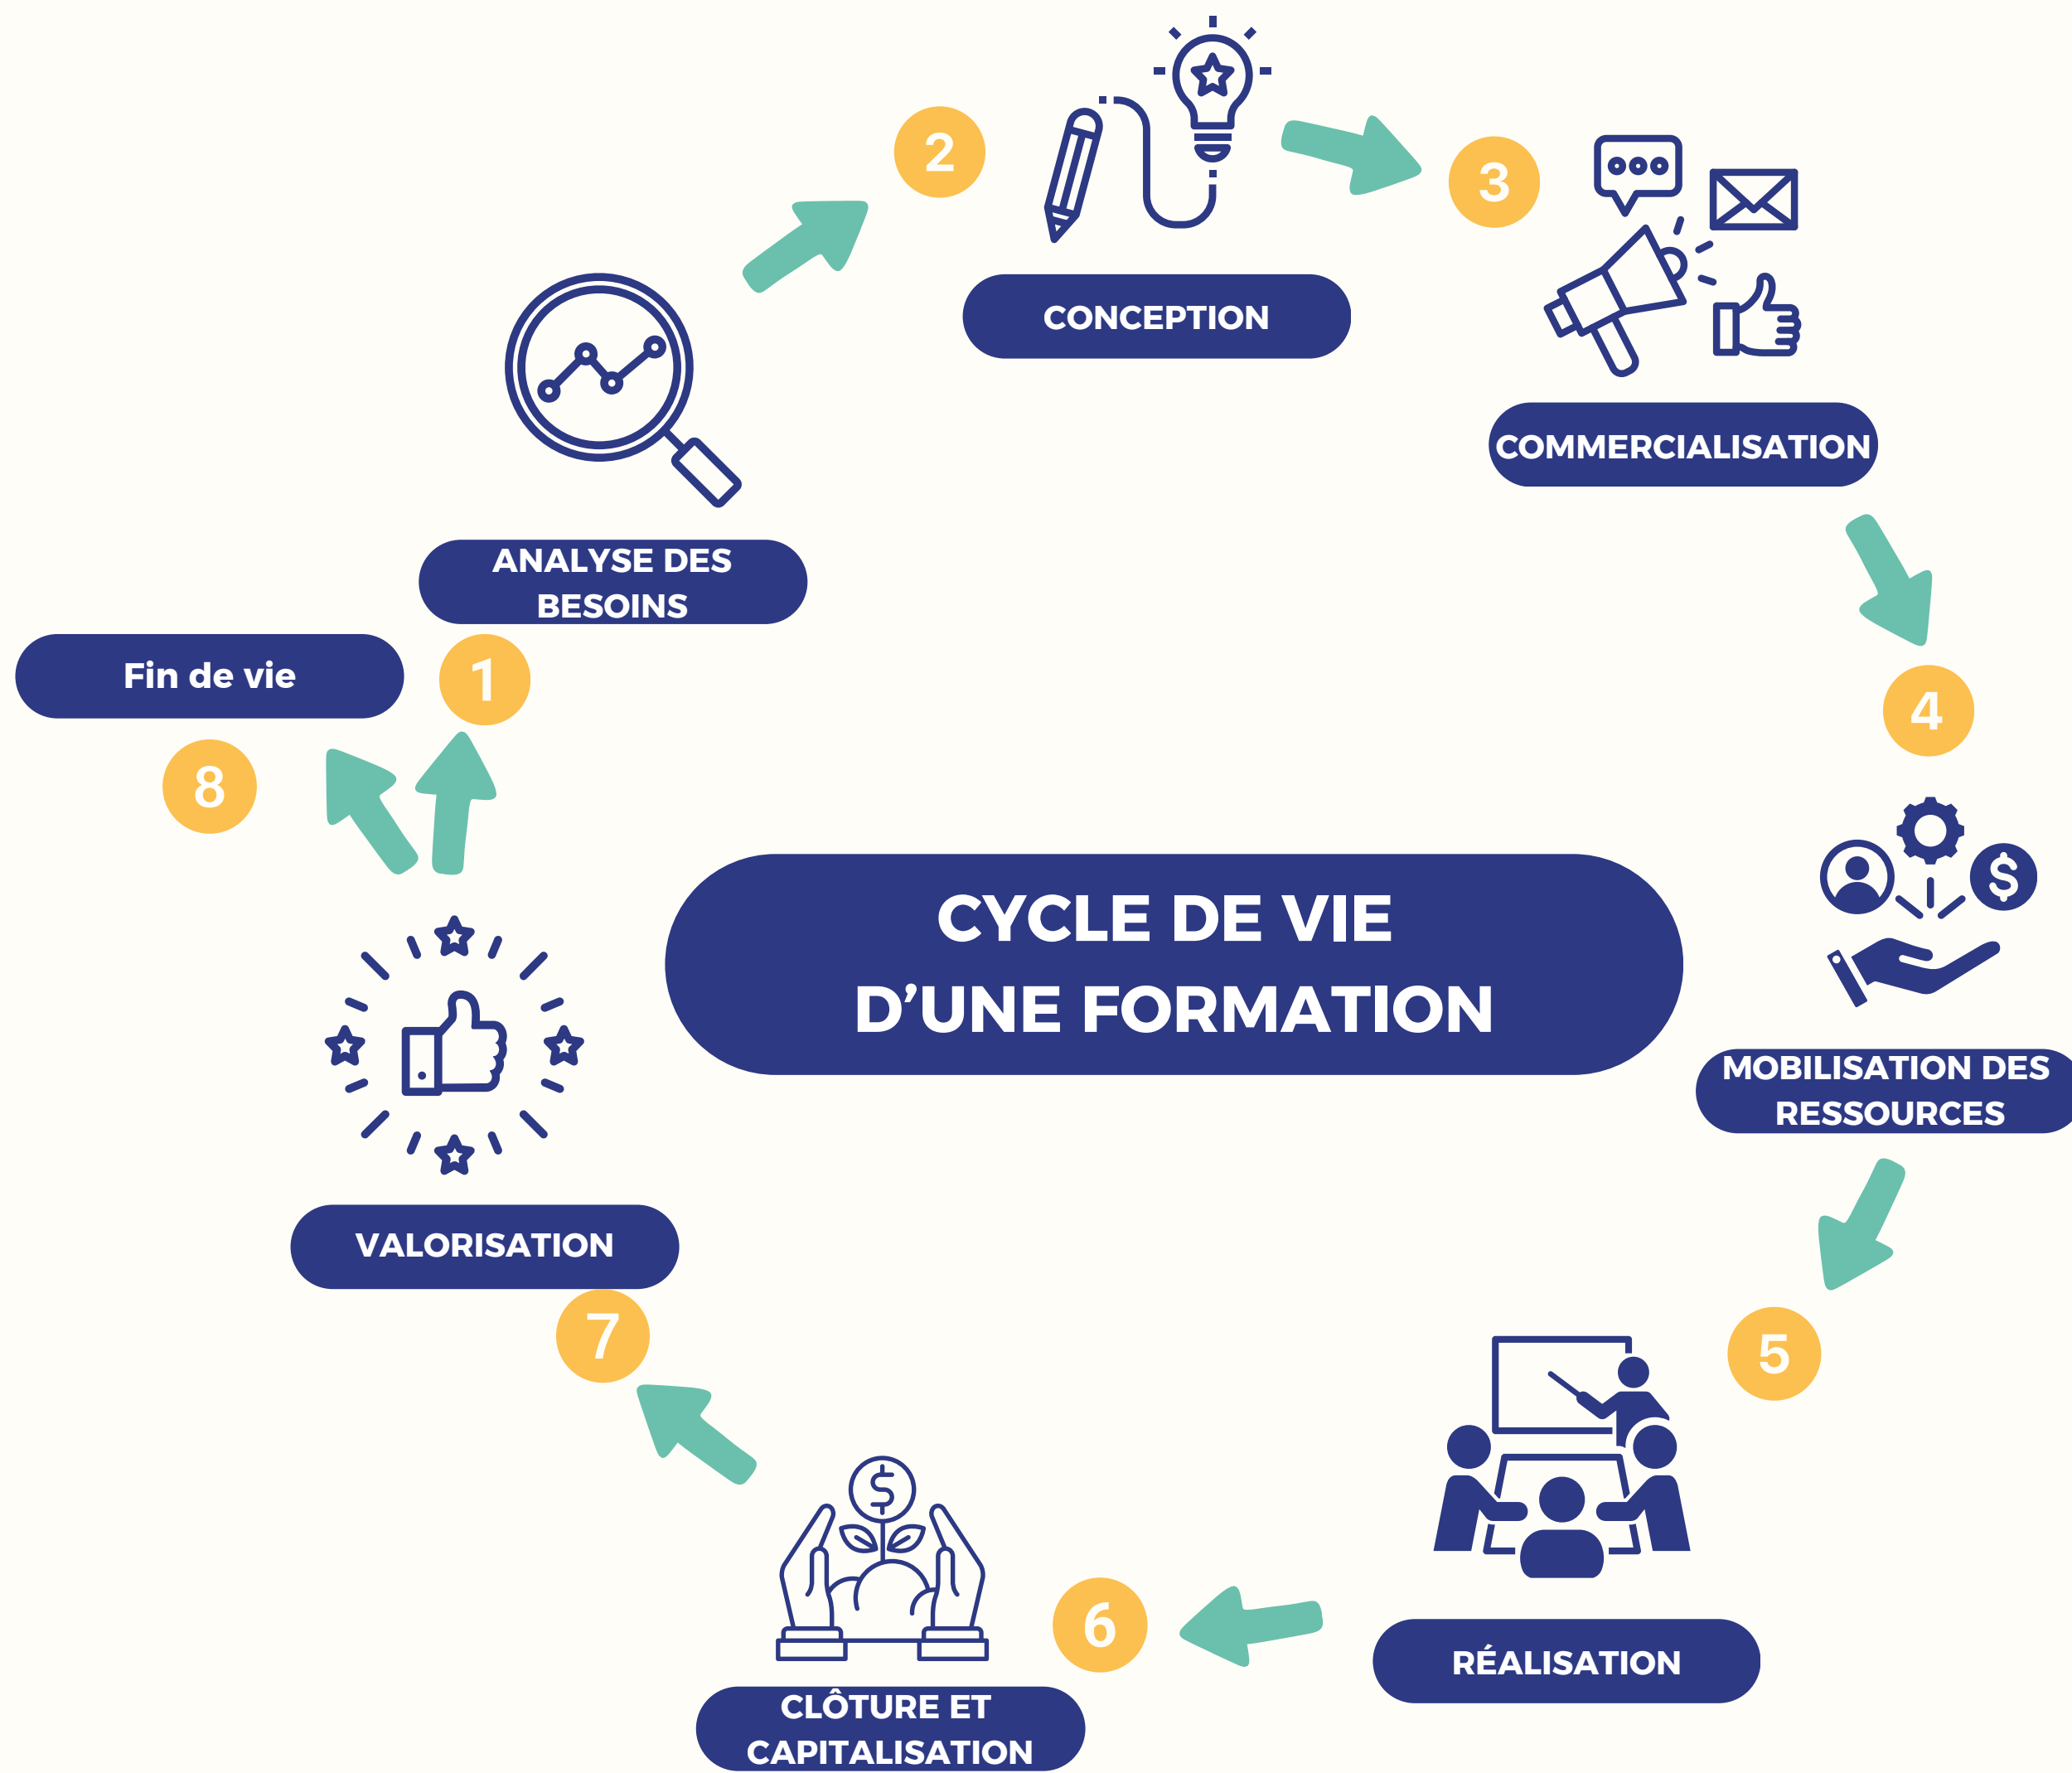 CYCLE DE VIE
D'UNE FORMATION
1
ANALYSE DES
BESOINS
2
CONCEPTION
3
COMMERCIALISATION
4
MOBILISATION DES
RESSOURCES
5
RÉALISATION
6
CLÔTURE ET
CAPITALISATION
7
VALORISATION
8
Fin de vie
$
$